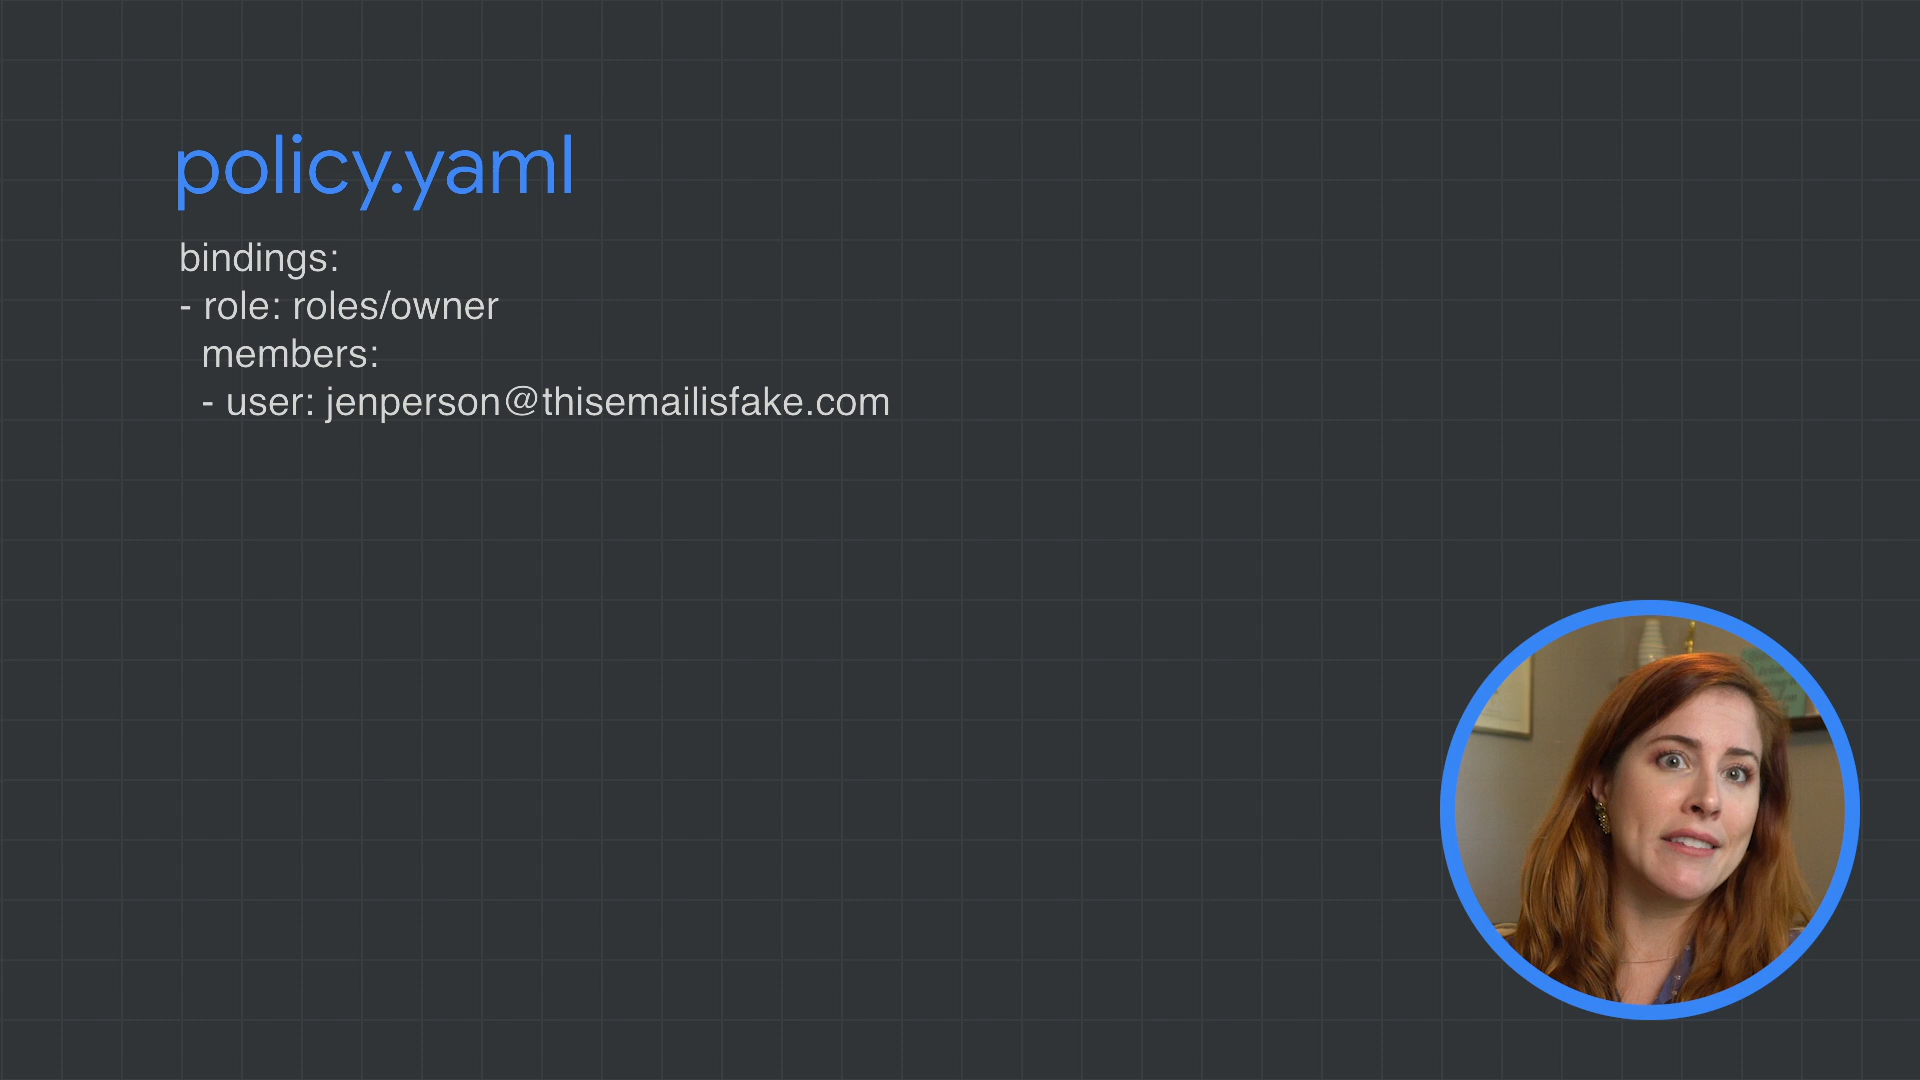 policy.yaml
bindings:
- role: roles/owner
members:
- user: jenperson@thisemailisfake.com